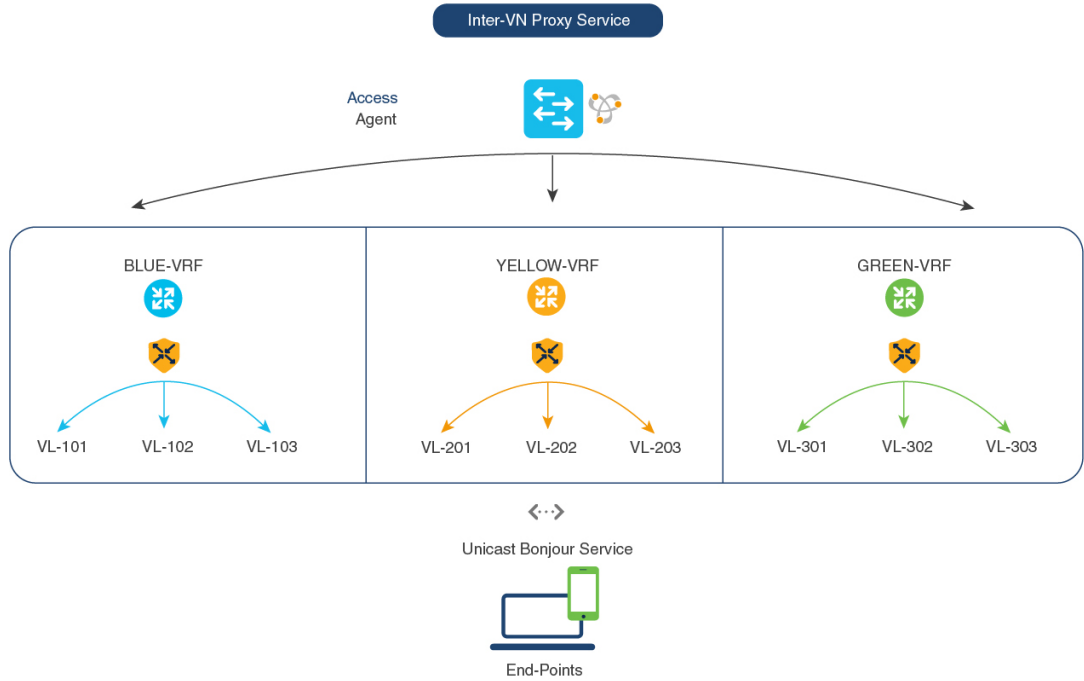 Inter-VN Proxy Service
Access
Agent
BLUE-VRF
YELLOW-VRF
GREEN-VRF
VL-101
VL-102
VL-103
VL-201
VL-202
VL-203
VL-301
VL-302
VL-303
Unicast Bonjour Service
End-Points